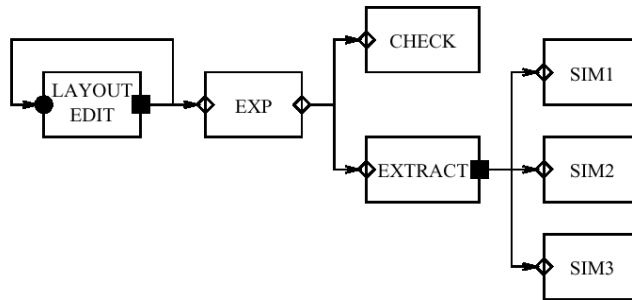 CHECK
LAYOUT
EDIT
EXP
EXTRACT
SIM1
SIM2
SIM3